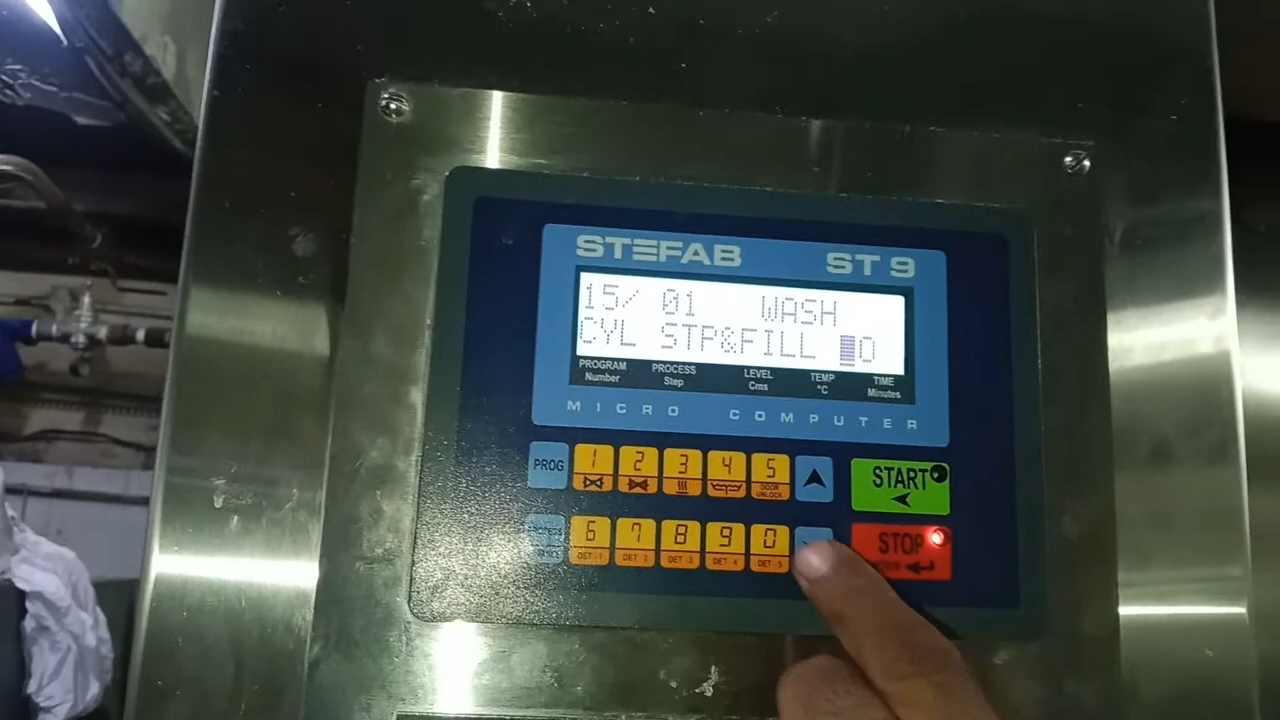 STEFAB ST 9
15/ 01 WASH
CYL STP&FILL 0
PROGRAM Number
PROCESS Step
LEVEL Cms
TEMP °C
TIME Minutes
MICRO COMPUTER
PROG 1 2 3 4 5 START
DOOR UNLOCK
6 7 8 9 0 STOP
DET 1 DET 2 DET 3 DET 4 DET 5